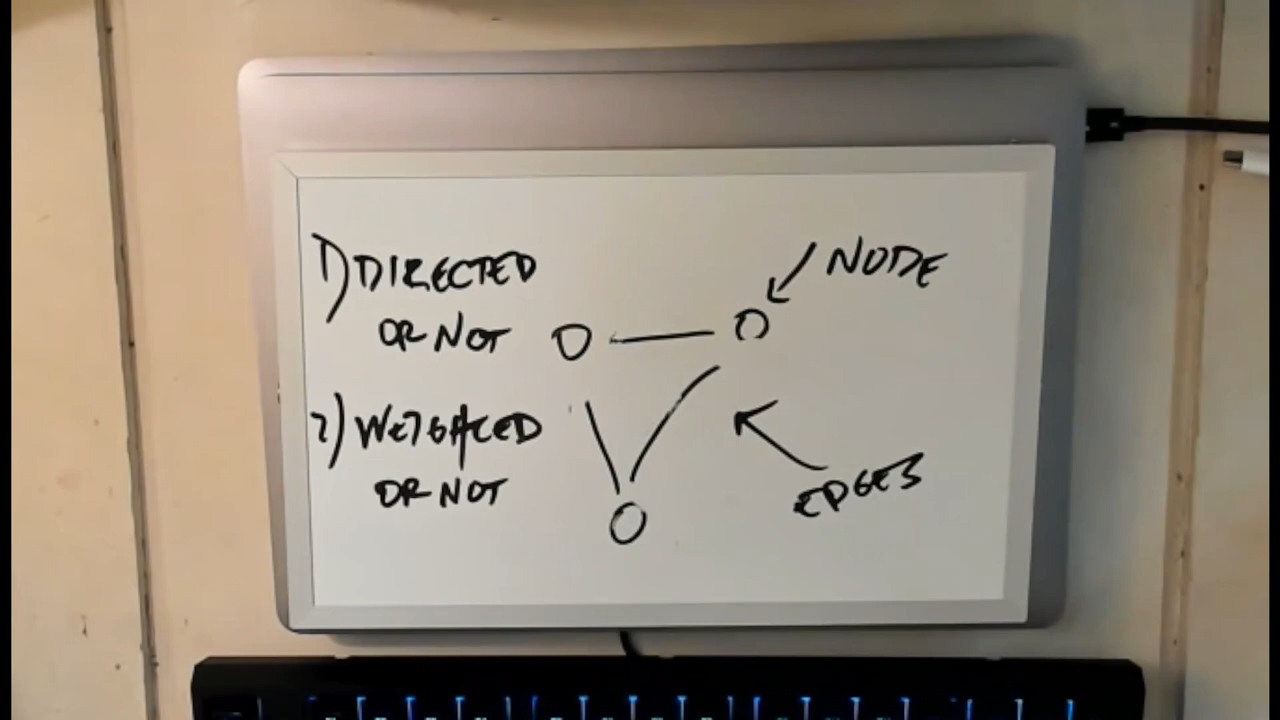 1) DIRECTED
OR NOT
2) WEIGHTED
OR NOT
NODE
EDGES